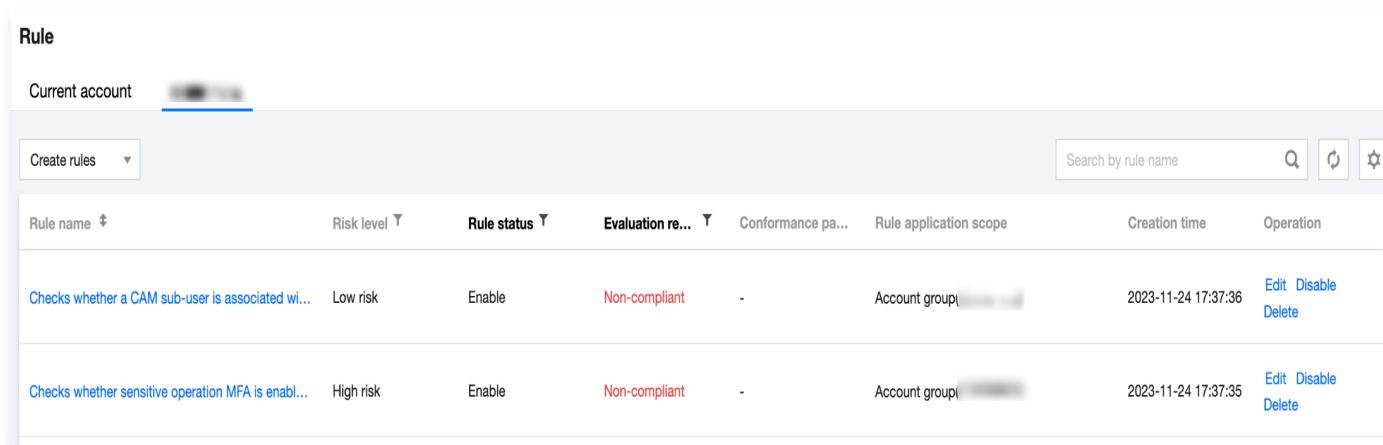 Rule
Current account
Create rules
Search by rule name
Rule name Risk level Rule status Evaluation re... Conformance pa... Rule application scope Creation time Operation
Checks whether a CAM sub-user is associated wi... Low risk Enable Non-compliant - Account group( 2023-11-24 17:37:36 Edit Disable
Delete
Checks whether sensitive operation MFA is enabl... High risk Enable Non-compliant - Account group( 2023-11-24 17:37:35 Edit Disable
Delete